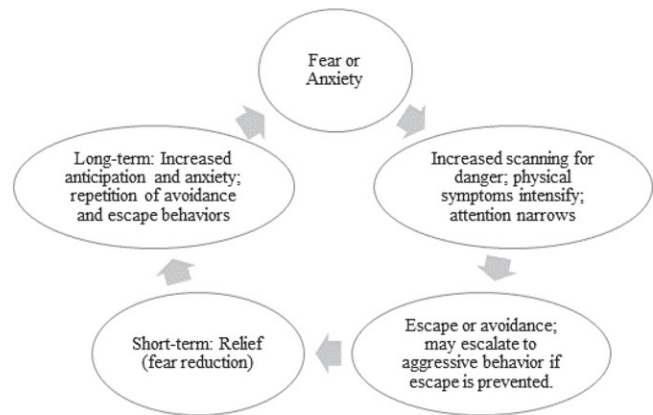 Fear or
Anxiety
Increased scanning for
danger; physical
symptoms intensify;
attention narrows
Escape or avoidance;
may escalate to
aggressive behavior if
escape is prevented.
Short-term: Relief
(fear reduction)
Long-term: Increased
anticipation and anxiety;
repetition of avoidance
and escape behaviors